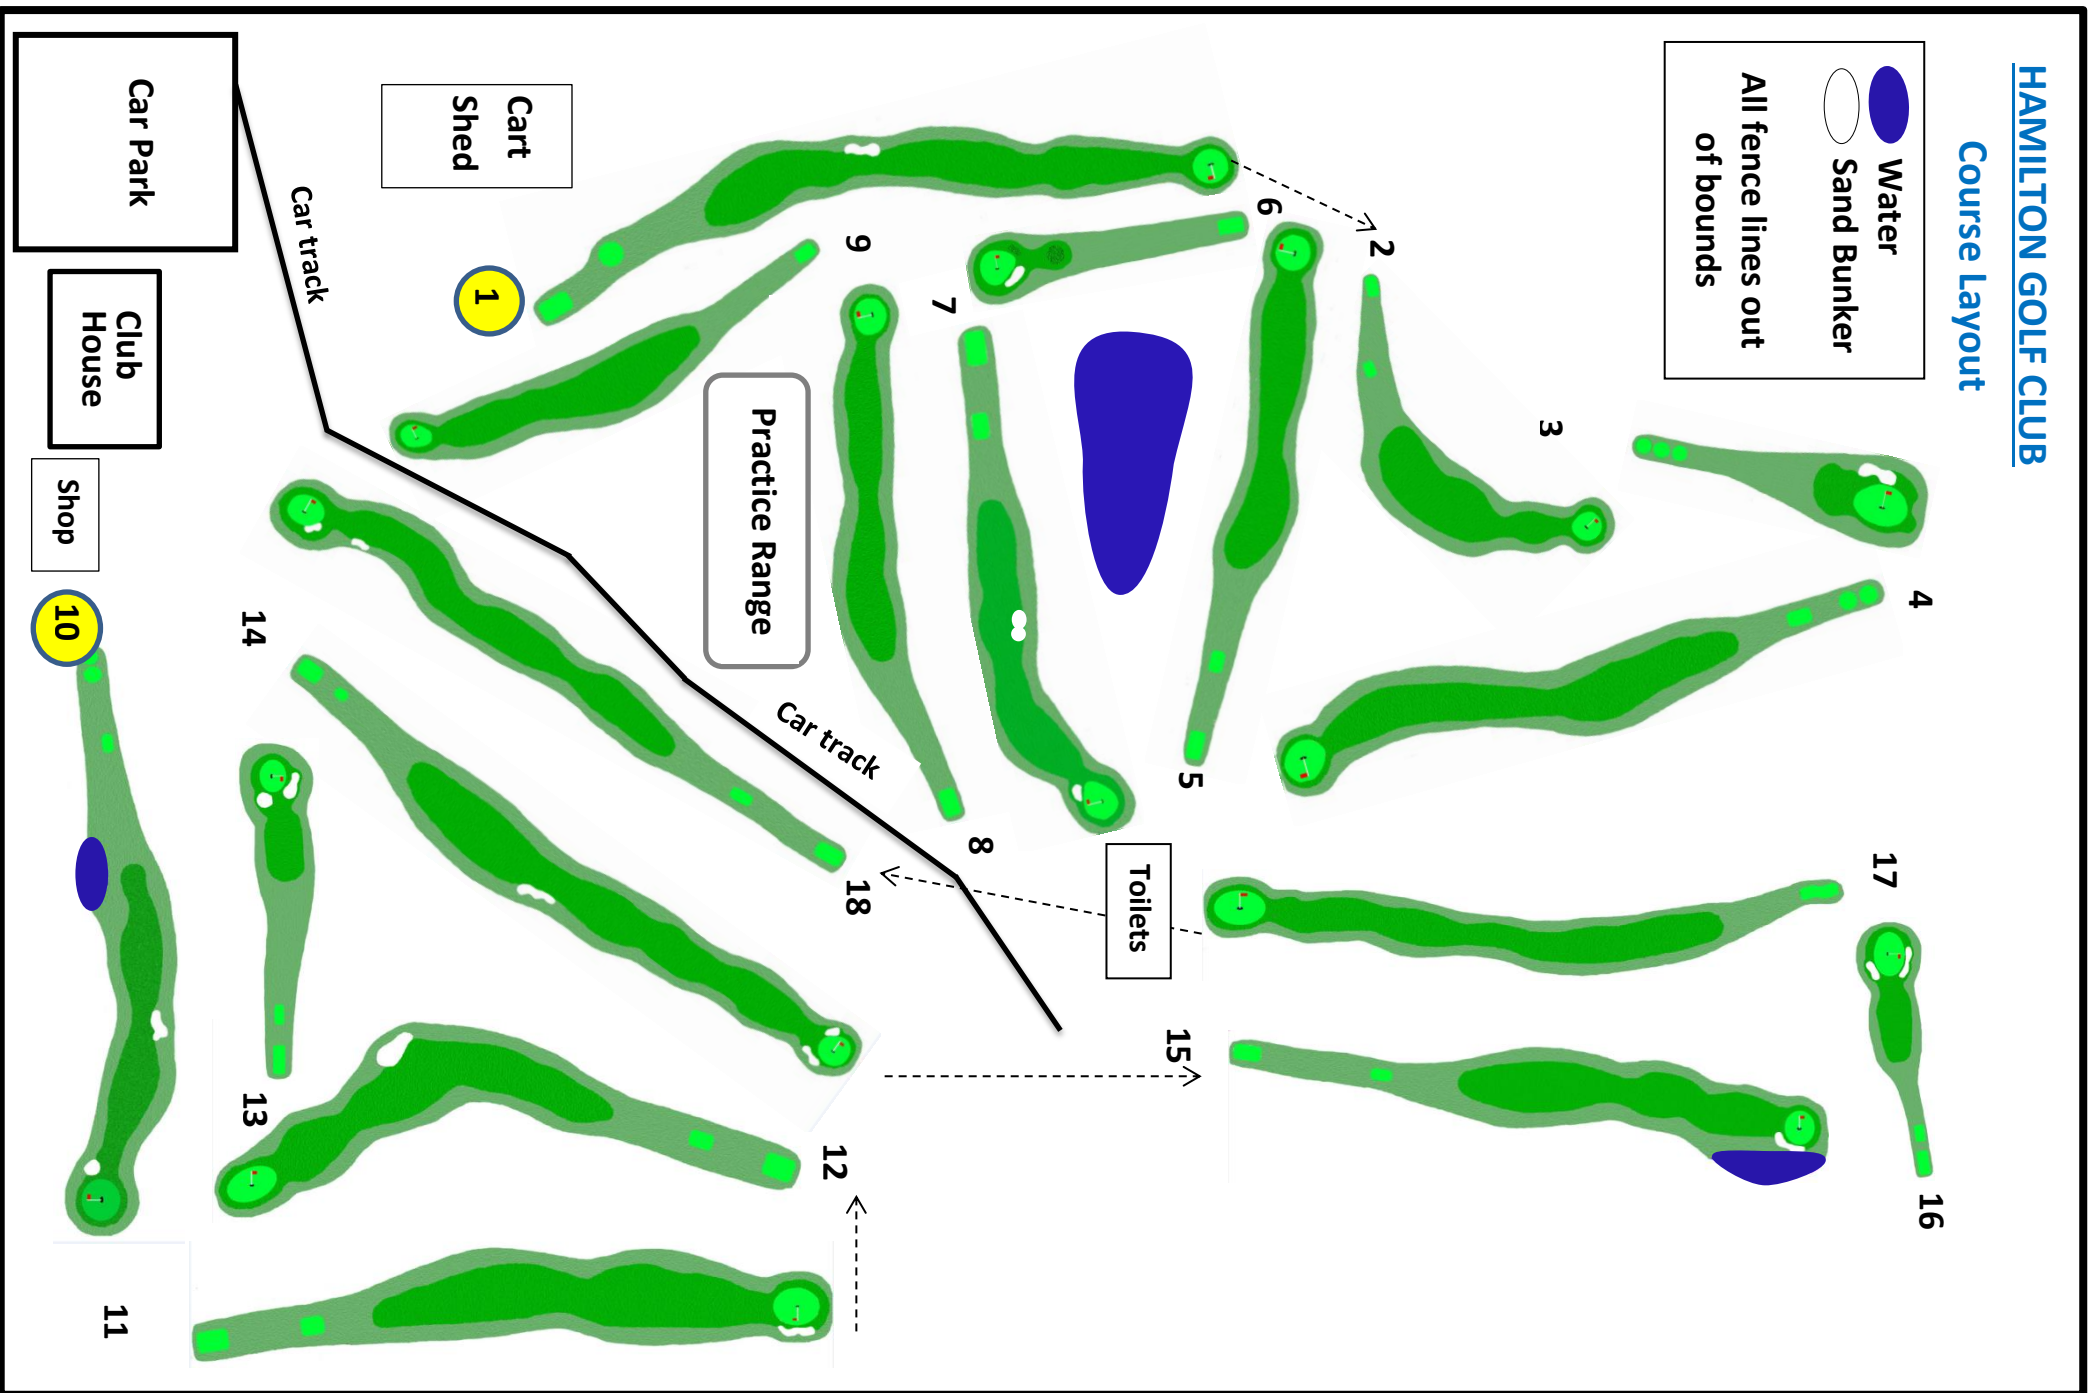 HAMILTON GOLF CLUB
Course Layout
Water
Sand Bunker
All fence lines out
of bounds
Car Park
Car track
Cart
Shed
Club
House
Shop
Practice Range
Car track
Toilets
1
2
3
4
5
6
7
8
9
10
11
12
13
14
15
16
17
18